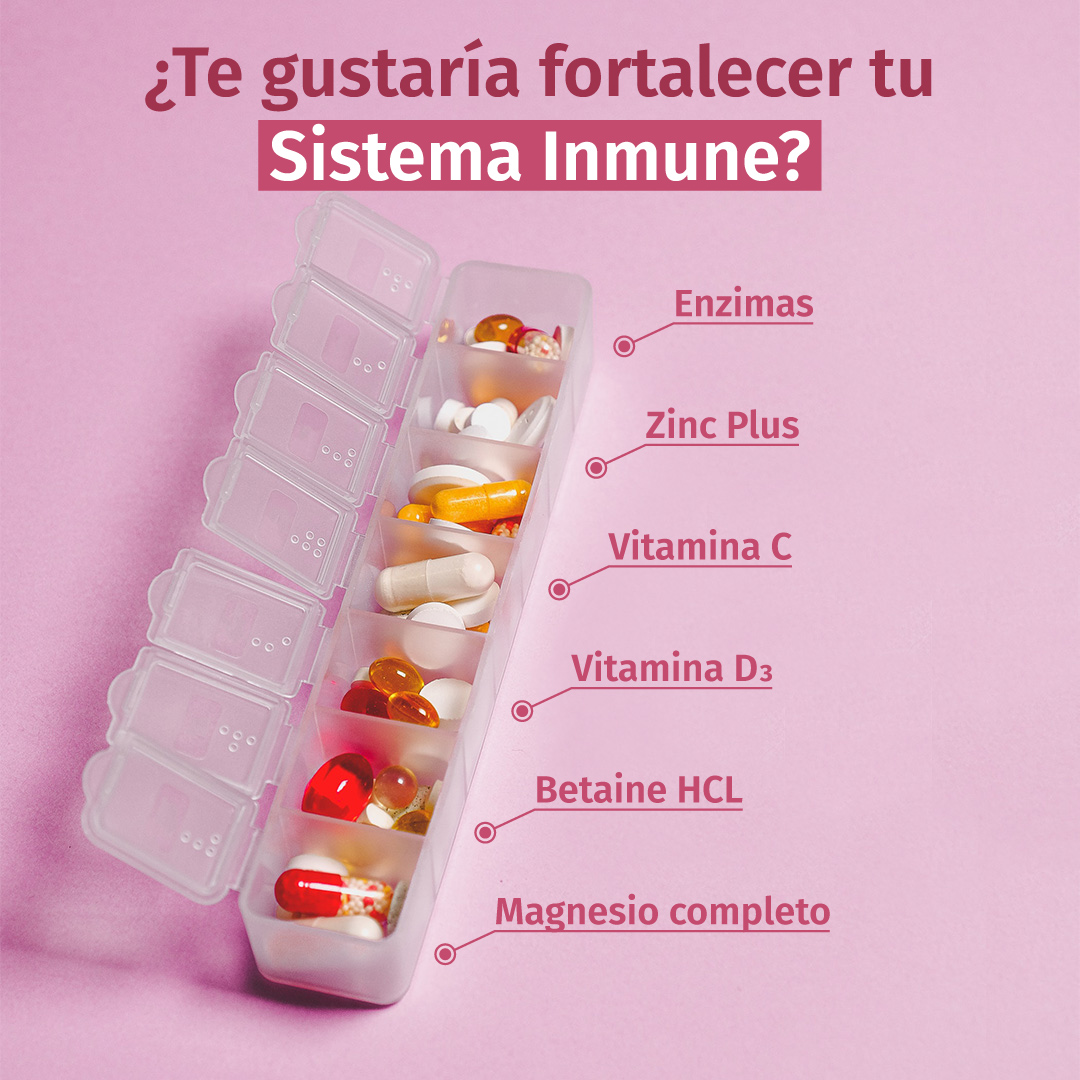 ¿Te gustaría fortalecer tu
Sistema Inmune?
Enzimas
Zinc Plus
Vitamina C
Vitamina D₃
Betaine HCL
Magnesio completo